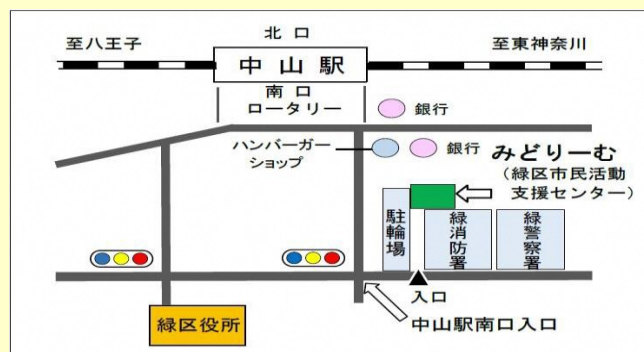 北口
至八王子
中山駅
至東神奈川
南口
ロータリー
銀行
ハンバーガー
ショップ
銀行
みどりーむ
(緑区市民活動
支援センター)
駐輪場
緑消防署
緑警察署
入口
緑区役所
中山駅南口入口